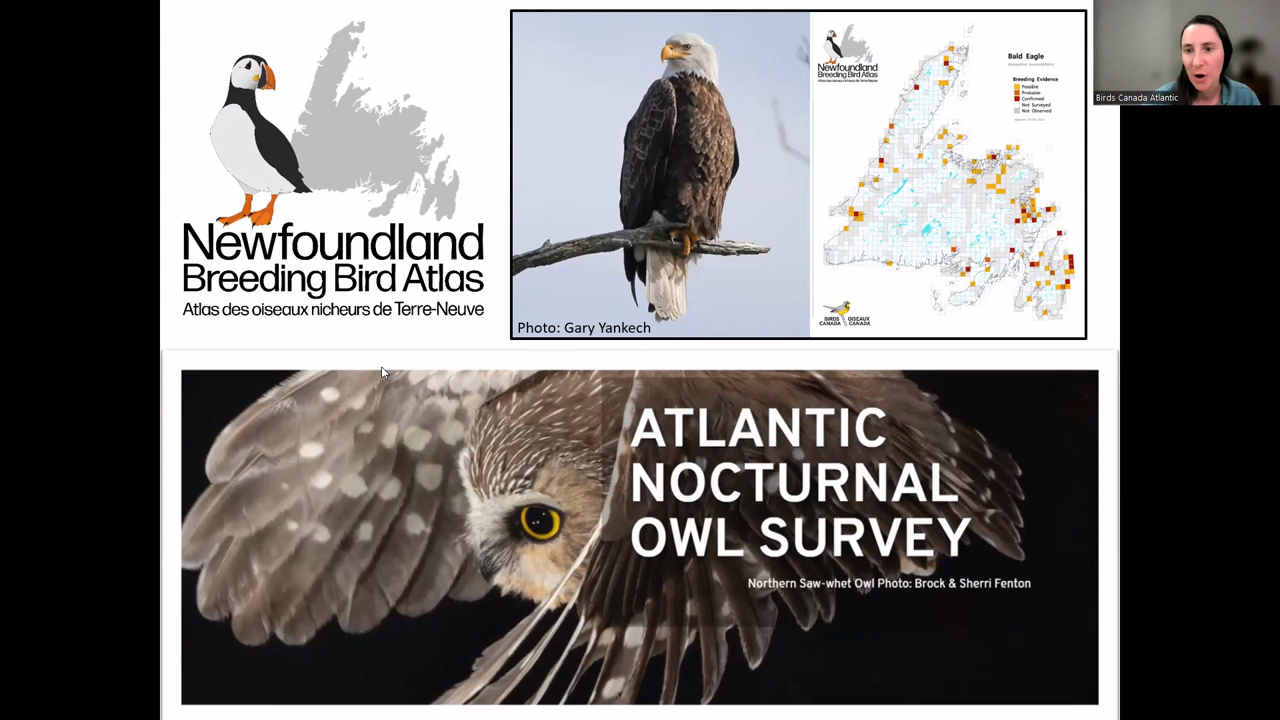 Newfoundland
Breeding Bird Atlas
Atlas des oiseaux nicheurs de Terre-Neuve
Photo: Gary Yankech
Newfoundland
Breeding Bird Atlas
Bald Eagle
Breeding Evidence
Possible
Probable
Confirmed
Not Surveyed
Not Observed
BIRDS OISEAUX
CANADA CANADA
Birds Canada Atlantic
ATLANTIC
NOCTURNAL
OWL SURVEY
Northern Saw-whet Owl Photo: Brock & Sherri Fenton